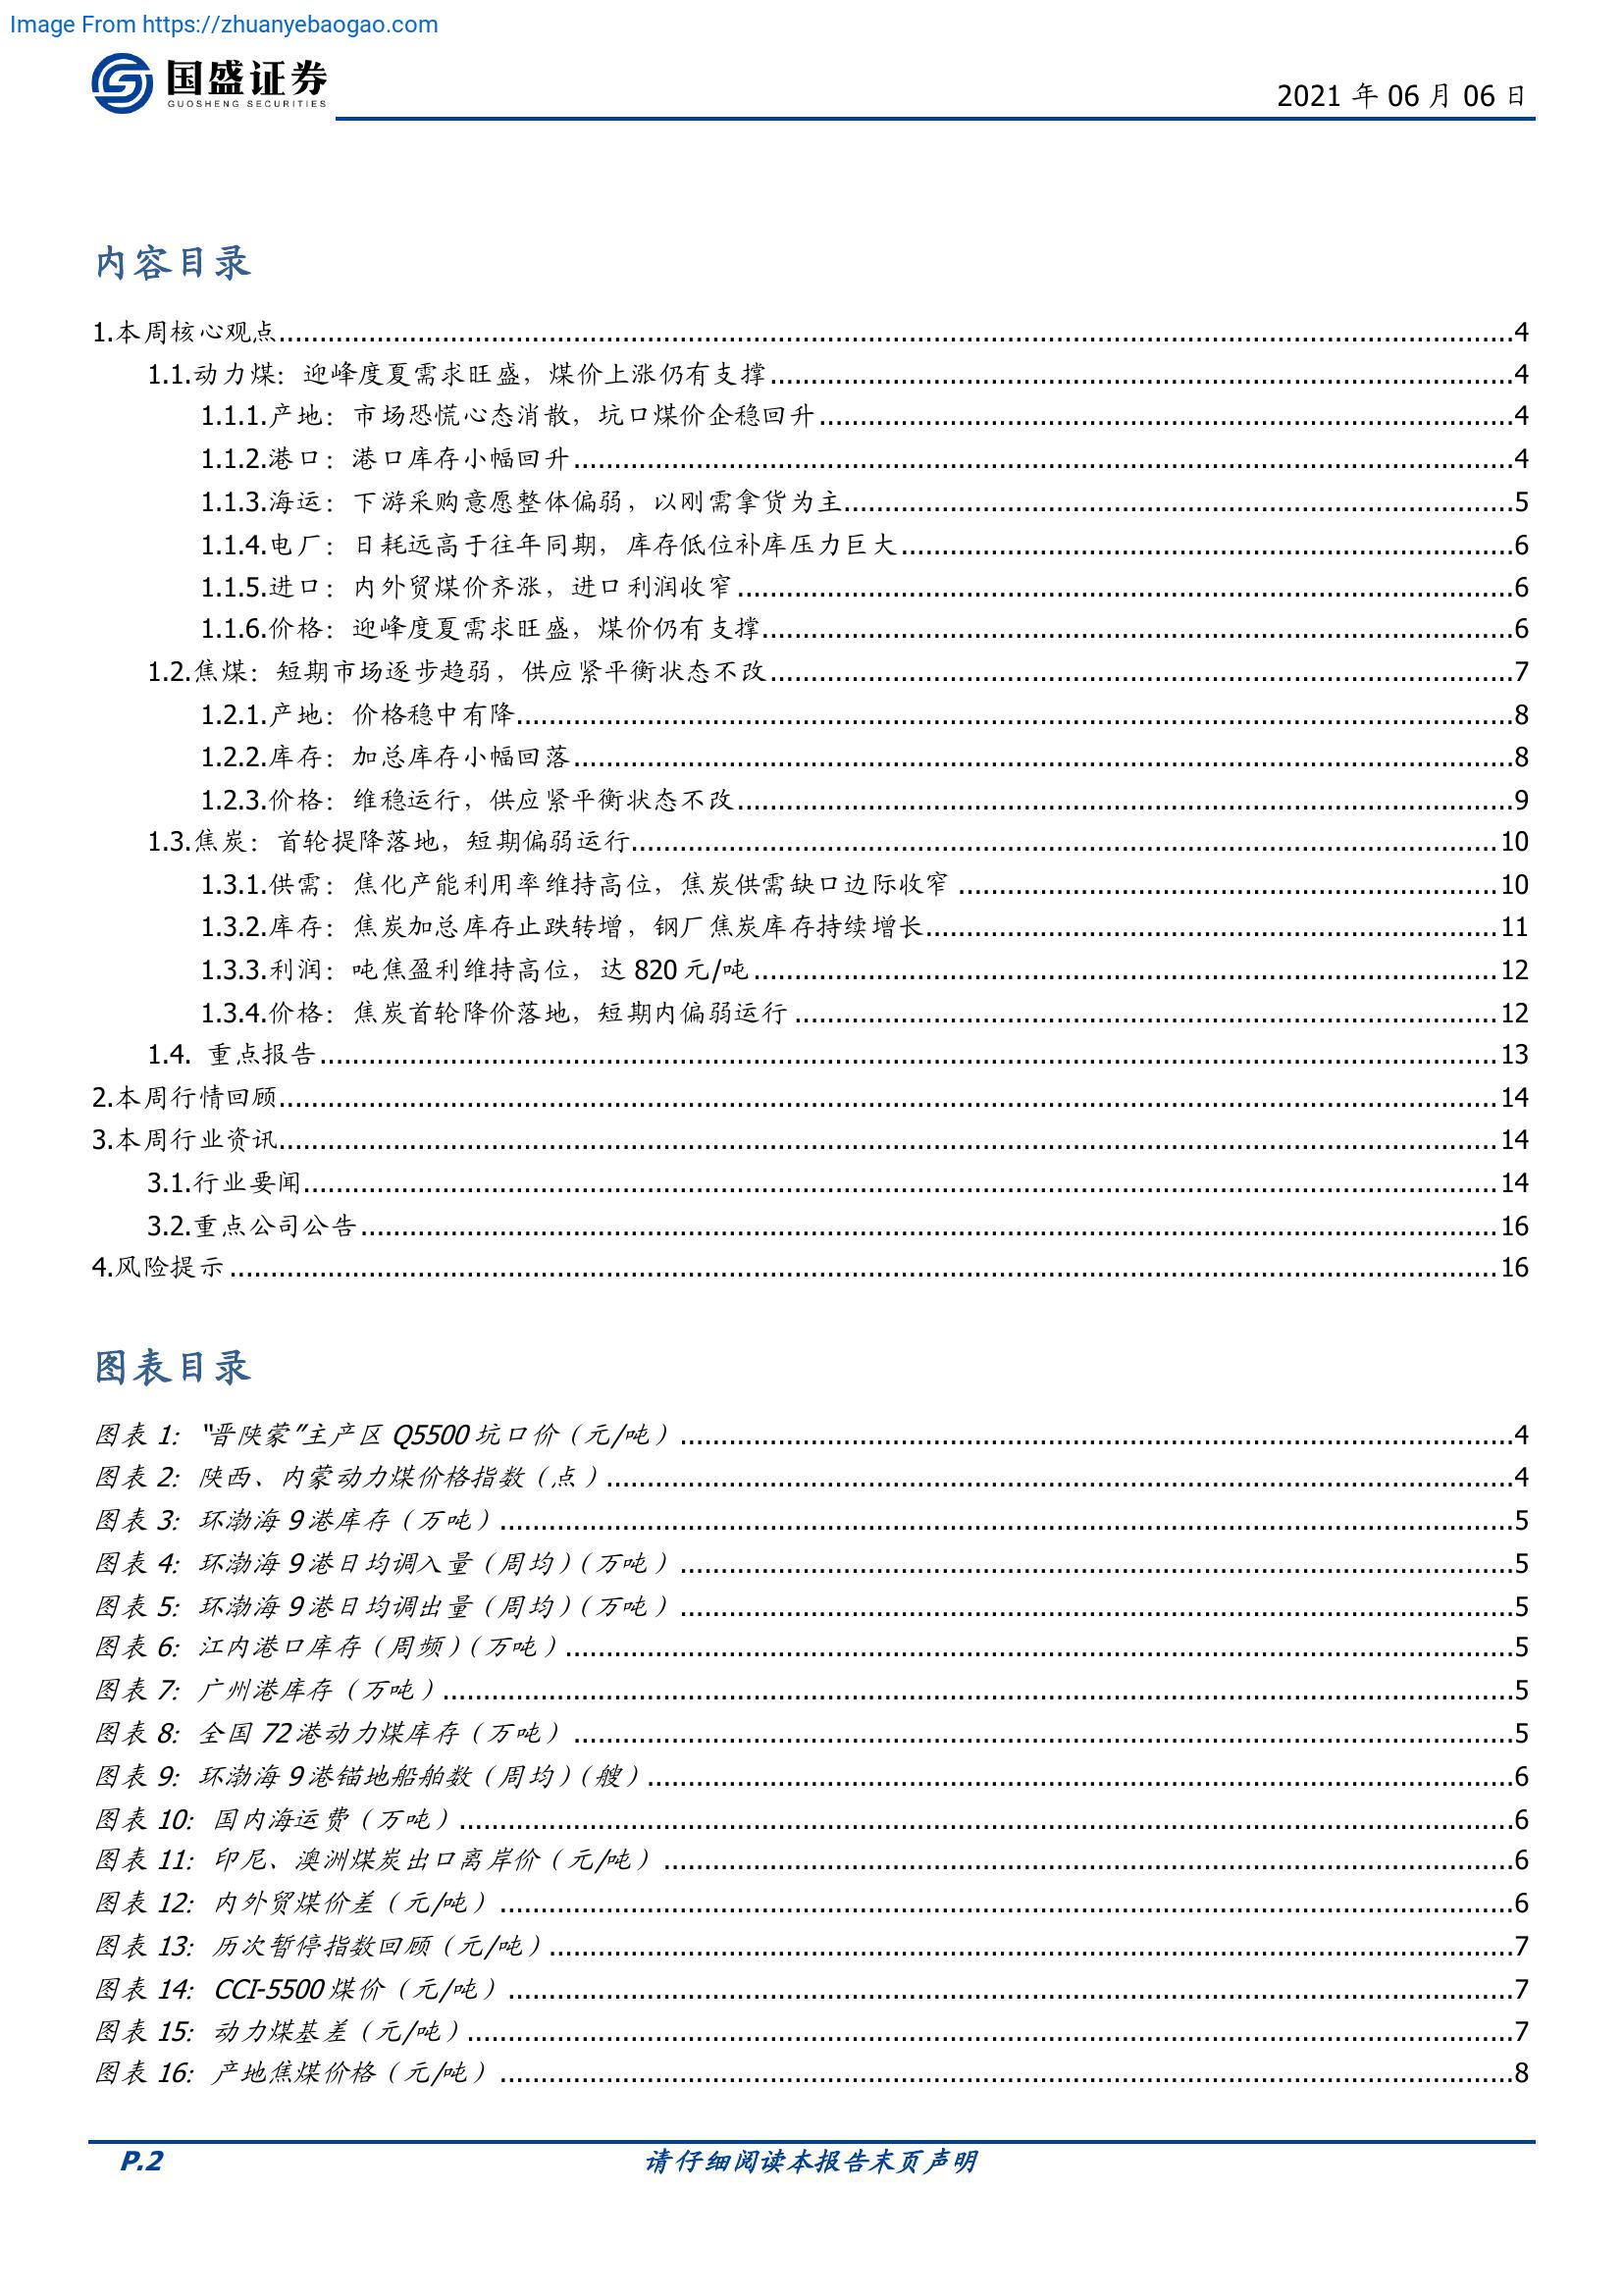 Image From https://zhuanyebaogao.com
国盛证券
GUOSHENG SECURITIES
2021 年 06 月 06 日
内容目录
1.本周核心观点....................4
1.1.动力煤：迎峰度夏需求旺盛，煤价上涨仍有支撑....................4
1.1.1.产地：市场恐慌心态消散，坑口煤价企稳回升....................4
1.1.2.港口：港口库存小幅回升....................4
1.1.3.海运：下游采购意愿整体偏弱，以刚需拿货为主....................5
1.1.4.电厂：日耗远高于往年同期，库存低位补库压力巨大....................6
1.1.5.进口：内外贸煤价齐涨，进口利润收窄....................6
1.1.6.价格：迎峰度夏需求旺盛，煤价仍有支撑....................6
1.2.焦煤：短期市场逐步趋弱，供应紧平衡状态不改....................7
1.2.1.产地：价格稳中有降....................8
1.2.2.库存：加总库存小幅回落....................8
1.2.3.价格：维稳运行，供应紧平衡状态不改....................9
1.3.焦炭：首轮提降落地，短期偏弱运行....................10
1.3.1.供需：焦化产能利用率维持高位，焦炭供需缺口边际收窄....................10
1.3.2.库存：焦炭加总库存止跌转增，钢厂焦炭库存持续增长....................11
1.3.3.利润：吨焦盈利维持高位，达 820 元/吨....................12
1.3.4.价格：焦炭首轮降价落地，短期内偏弱运行....................12
1.4. 重点报告....................13
2.本周行情回顾....................14
3.本周行业资讯....................14
3.1.行业要闻....................14
3.2.重点公司公告....................16
4.风险提示....................16
图表目录
图表 1：“晋陕蒙”主产区 Q5500 坑口价（元/吨）....................4
图表 2：陕西、内蒙动力煤价格指数（点）....................4
图表 3：环渤海 9 港库存（万吨）....................5
图表 4：环渤海 9 港日均调入量（周均）（万吨）....................5
图表 5：环渤海 9 港日均调出量（周均）（万吨）....................5
图表 6：江内港口库存（周频）（万吨）....................5
图表 7：广州港库存（万吨）....................5
图表 8：全国 72 港动力煤库存（万吨）....................5
图表 9：环渤海 9 港锚地船舶数（周均）（艘）....................6
图表 10：国内海运费（万吨）....................6
图表 11：印尼、澳洲煤炭出口离岸价（元/吨）....................6
图表 12：内外贸煤价差（元/吨）....................6
图表 13：历次暂停指数回顾（元/吨）....................7
图表 14：CCI-5500 煤价（元/吨）....................7
图表 15：动力煤基差（元/吨）....................7
图表 16：产地焦煤价格（元/吨）....................8
P.2
请仔细阅读本报告末页声明